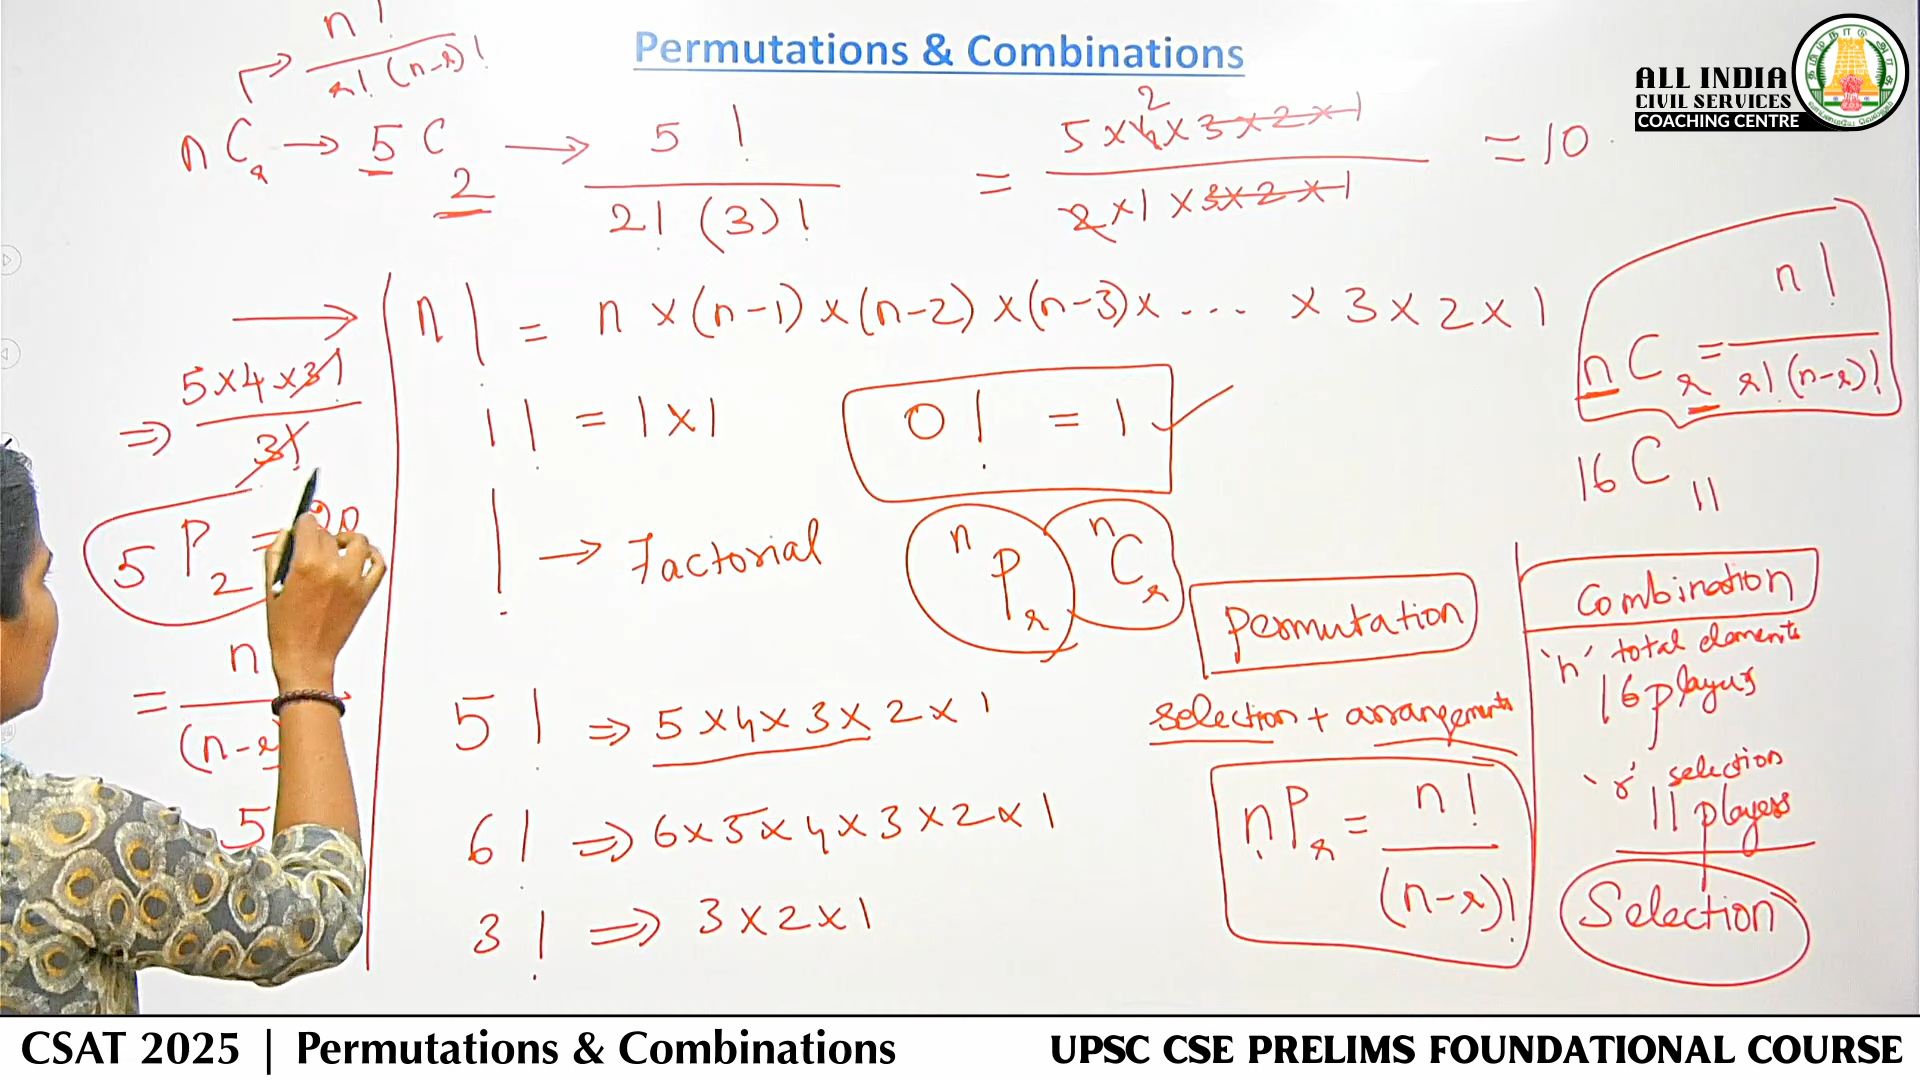 Permutations & Combinations
ALL INDIA
CIVIL SERVICES
COACHING CENTRE
n!
r! (n-r)!
nCr → 5C2 → 5! / 2! (3)! = 5 x 4 x 3 x 2 x 1 / 2 x 1 x 3 x 2 x 1 = 10
2
→ n! = n x (n-1) x (n-2) x (n-3) x ... x 3 x 2 x 1
nCr = n! / r! (n-r)!
⇒ 5 x 4 x 3! / 3!
1! = 1 x 1
0! = 1 ✓
16C11
5P2 = 20
! → Factorial
nPr
nCr
Permutation
selection + arrangements
nPr = n! / (n-r)!
Combination
'n' total elements
16 players
'r' selection
11 players
Selection
= n
(n-r
5
5! ⇒ 5 x 4 x 3 x 2 x 1
6! ⇒ 6 x 5 x 4 x 3 x 2 x 1
3! ⇒ 3 x 2 x 1
CSAT 2025 | Permutations & Combinations
UPSC CSE PRELIMS FOUNDATIONAL COURSE